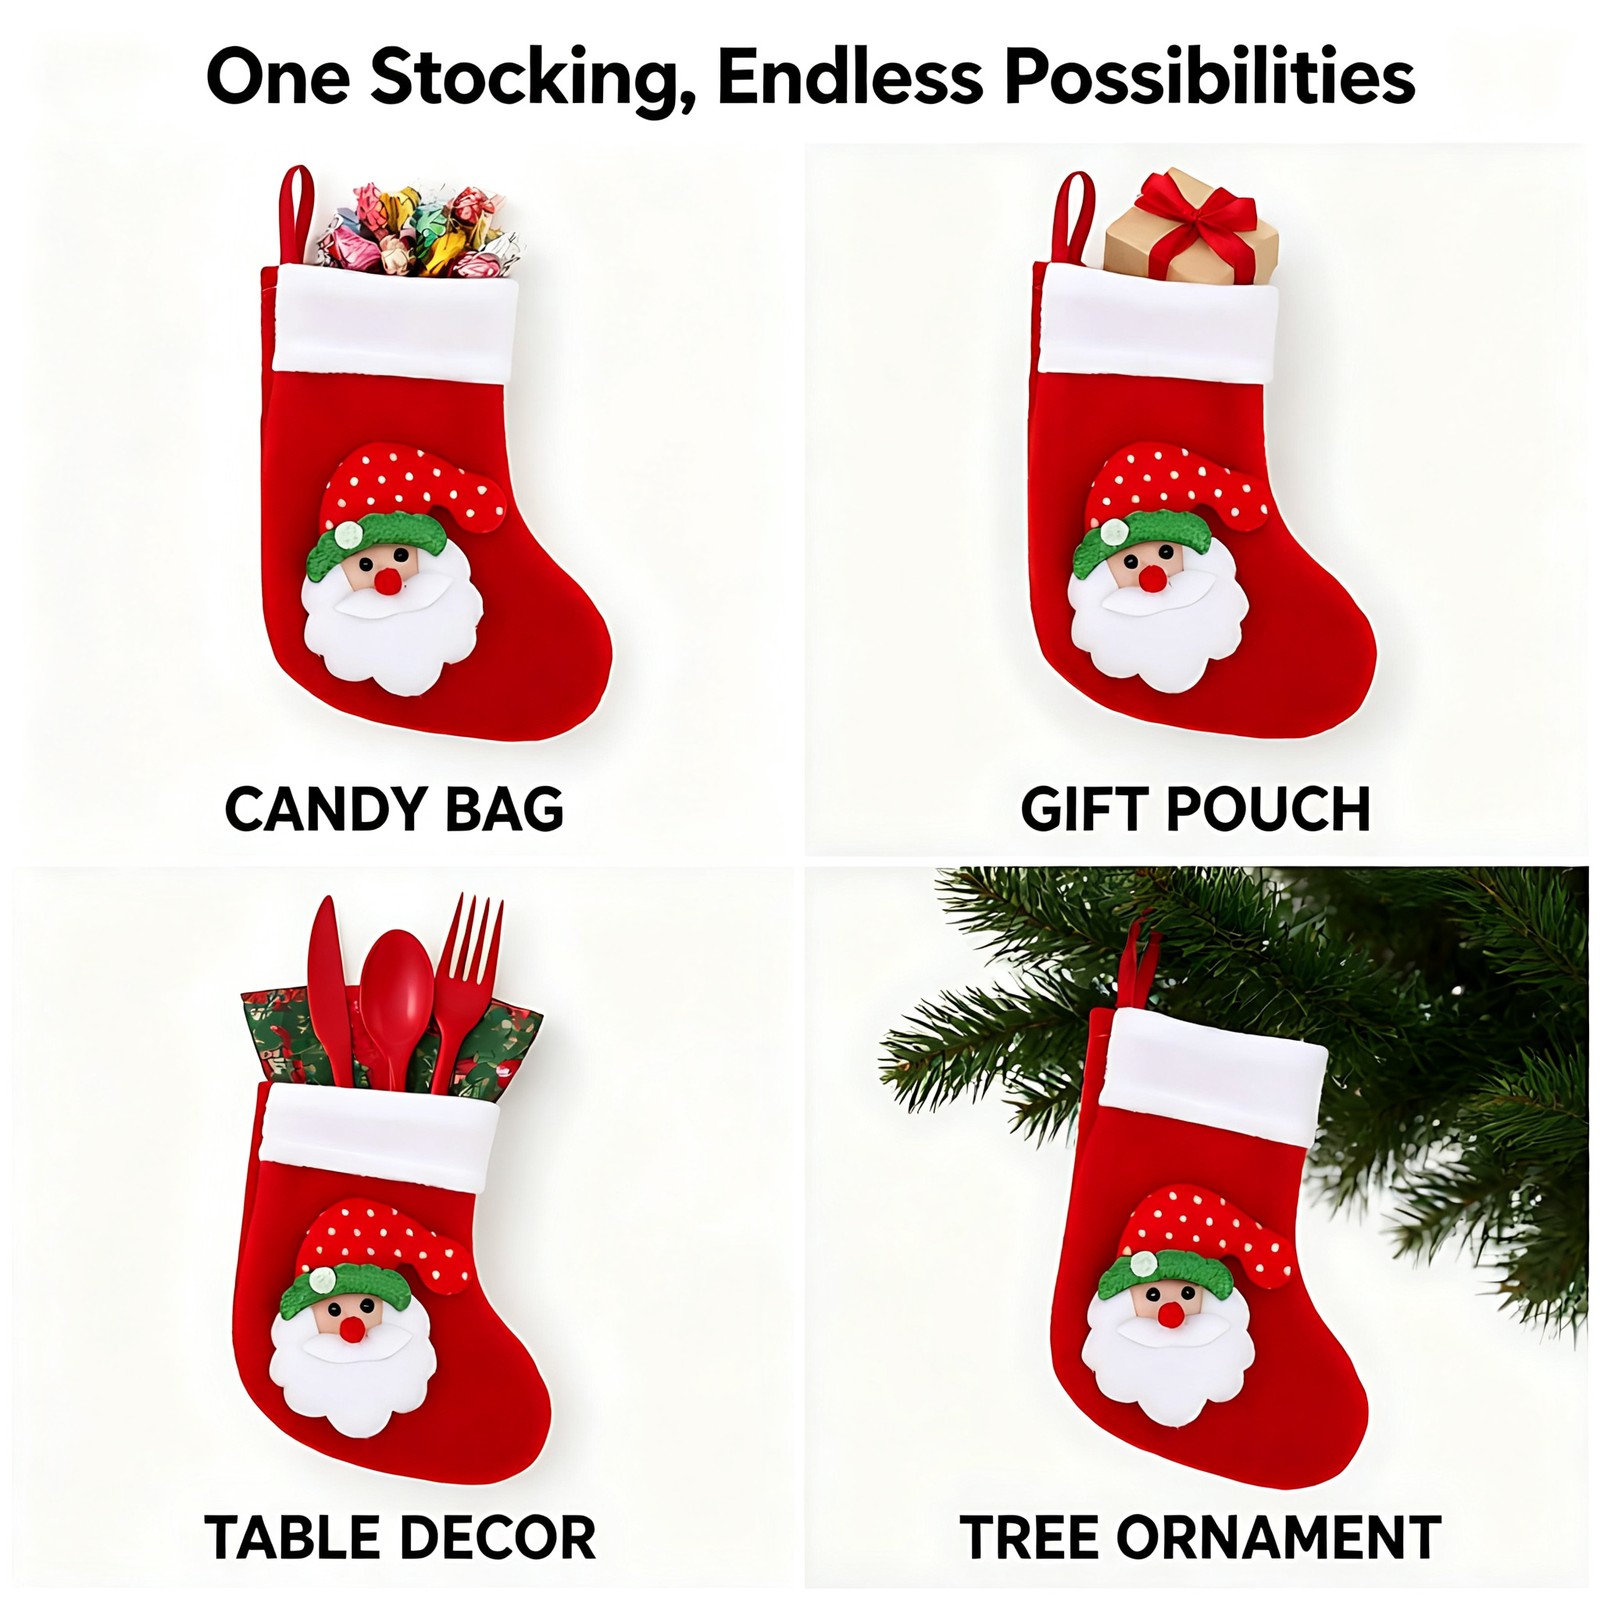 One Stocking, Endless Possibilities
CANDY BAG
GIFT POUCH
TABLE DECOR
TREE ORNAMENT